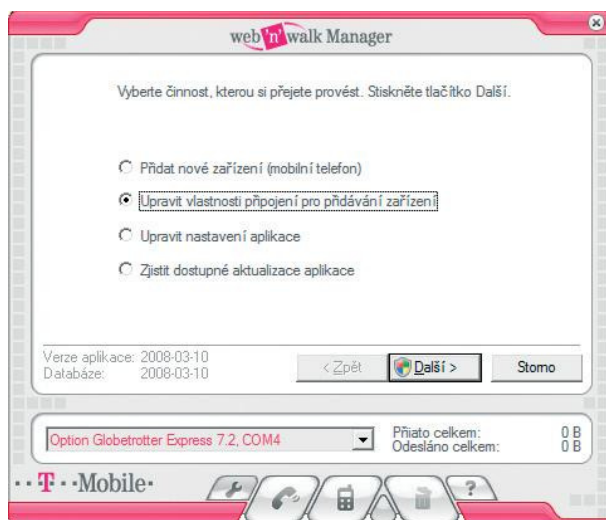 web'n'walk Manager
Vyberte činnost, kterou si přejete provést. Stiskněte tlačítko Další.
Přidat nové zařízení (mobilní telefon)
Upravit vlastnosti připojení pro přidávání zařízení
Upravit nastavení aplikace
Zjistit dostupné aktualizace aplikace
Verze aplikace: 2008-03-10
Databáze: 2008-03-10
< Zpět Další > Storno
Option Globetrotter Express 7.2, COM4
Přijato celkem: 0 B
Odesláno celkem: 0 B
··T··Mobile·
?